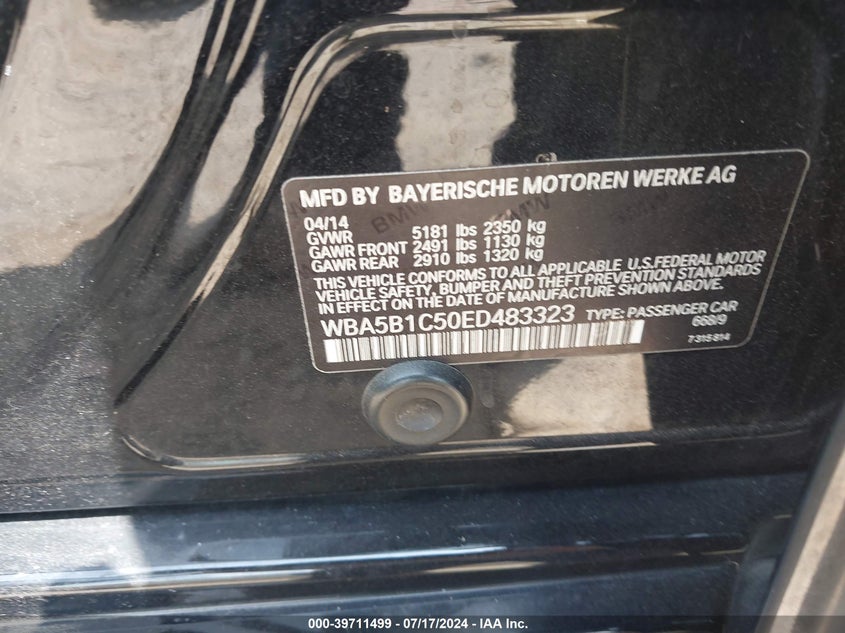 MFD BY BAYERISCHE MOTOREN WERKE AG
04/14
GVWR 5181 lbs 2350 kg
GAWR FRONT 2491 lbs 1130 kg
GAWR REAR 2910 lbs 1320 kg
THIS VEHICLE CONFORMS TO ALL APPLICABLE U.S.FEDERAL MOTOR
VEHICLE SAFETY, BUMPER AND THEFT PREVENTION STANDARDS
IN EFFECT ON THE DATE OF MANUFACTURE SHOWN ABOVE.
WBA5B1C50ED483323 TYPE: PASSENGER CAR
668/9
7315814
000-39711499 - 07/17/2024 - IAA Inc.